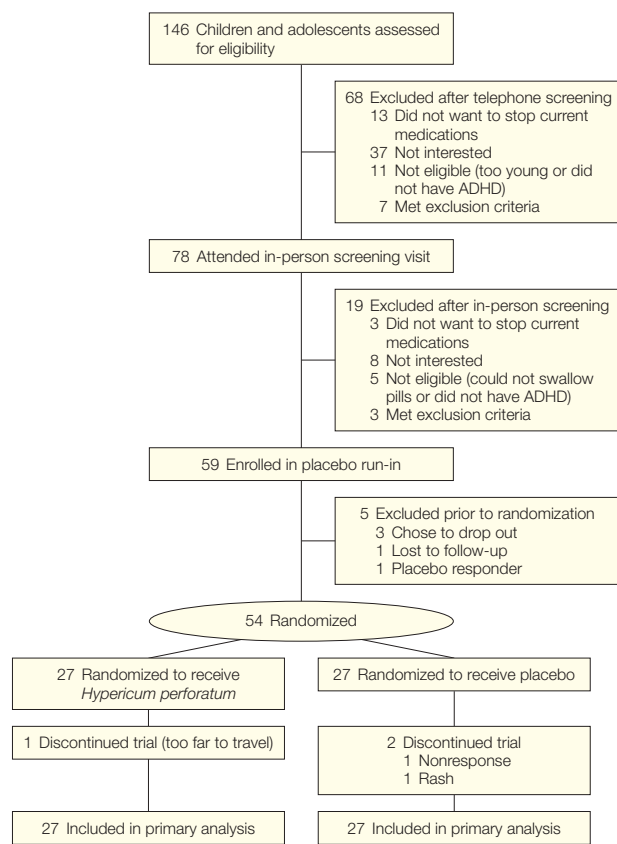 146 Children and adolescents assessed
for eligibility
68 Excluded after telephone screening
13 Did not want to stop current
medications
37 Not interested
11 Not eligible (too young or did
not have ADHD)
7 Met exclusion criteria
78 Attended in-person screening visit
19 Excluded after in-person screening
3 Did not want to stop current
medications
8 Not interested
5 Not eligible (could not swallow
pills or did not have ADHD)
3 Met exclusion criteria
59 Enrolled in placebo run-in
5 Excluded prior to randomization
3 Chose to drop out
1 Lost to follow-up
1 Placebo responder
54 Randomized
27 Randomized to receive
Hypericum perforatum
27 Randomized to receive placebo
1 Discontinued trial (too far to travel)
2 Discontinued trial
1 Nonresponse
1 Rash
27 Included in primary analysis
27 Included in primary analysis